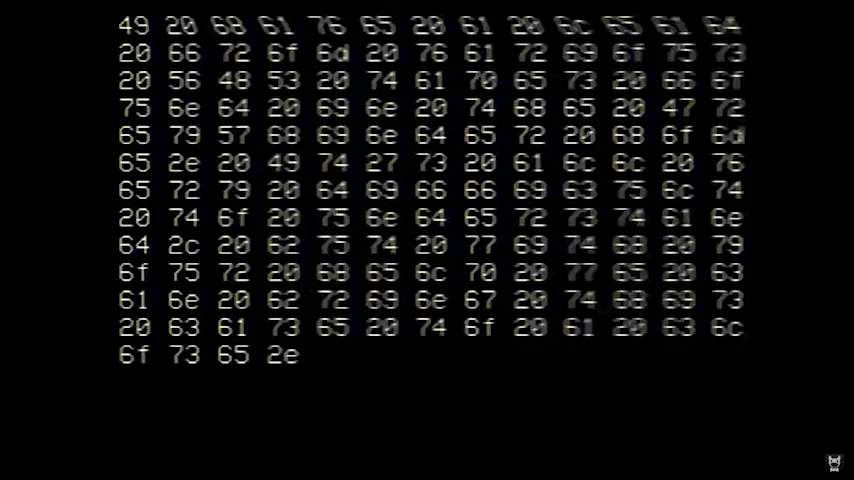 49 20 68 61 76 65 20 61 20 6c 65 61 64
20 66 72 6f 6d 20 76 61 72 69 6f 75 73
20 56 48 53 20 74 61 70 65 73 20 66 6f
75 6e 64 20 69 6e 20 74 68 65 20 47 72
65 79 57 68 69 6e 64 65 72 20 68 6f 6d
65 2e 20 49 74 27 73 20 61 6c 6c 20 76
65 72 79 20 64 69 66 66 69 63 75 6c 74
20 74 6f 20 75 6e 64 65 72 73 74 61 6e
64 2c 20 62 75 74 20 77 69 74 68 20 79
6f 75 72 20 68 65 6c 70 20 77 65 20 63
61 6e 20 62 72 69 6e 67 20 74 68 69 73
20 63 61 73 65 20 74 6f 20 61 20 63 6c
6f 73 65 2e